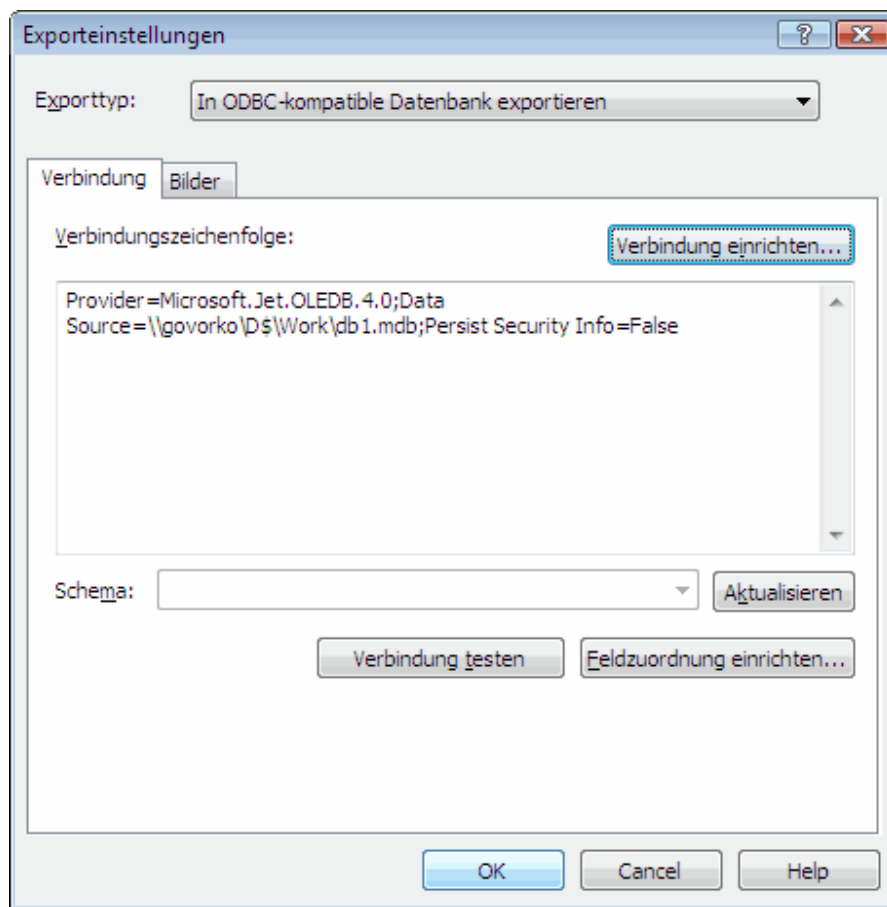 Exporteinstellungen
Exporttyp: In ODBC-kompatible Datenbank exportieren
Verbindung Bilder
Verbindungszeichenfolge: Verbindung einrichten...
Provider=Microsoft.Jet.OLEDB.4.0;Data
Source=\\govorko\D$\Work\db1.mdb;Persist Security Info=False
Schema: Aktualisieren
Verbindung testen Feldzuordnung einrichten...
OK Cancel Help